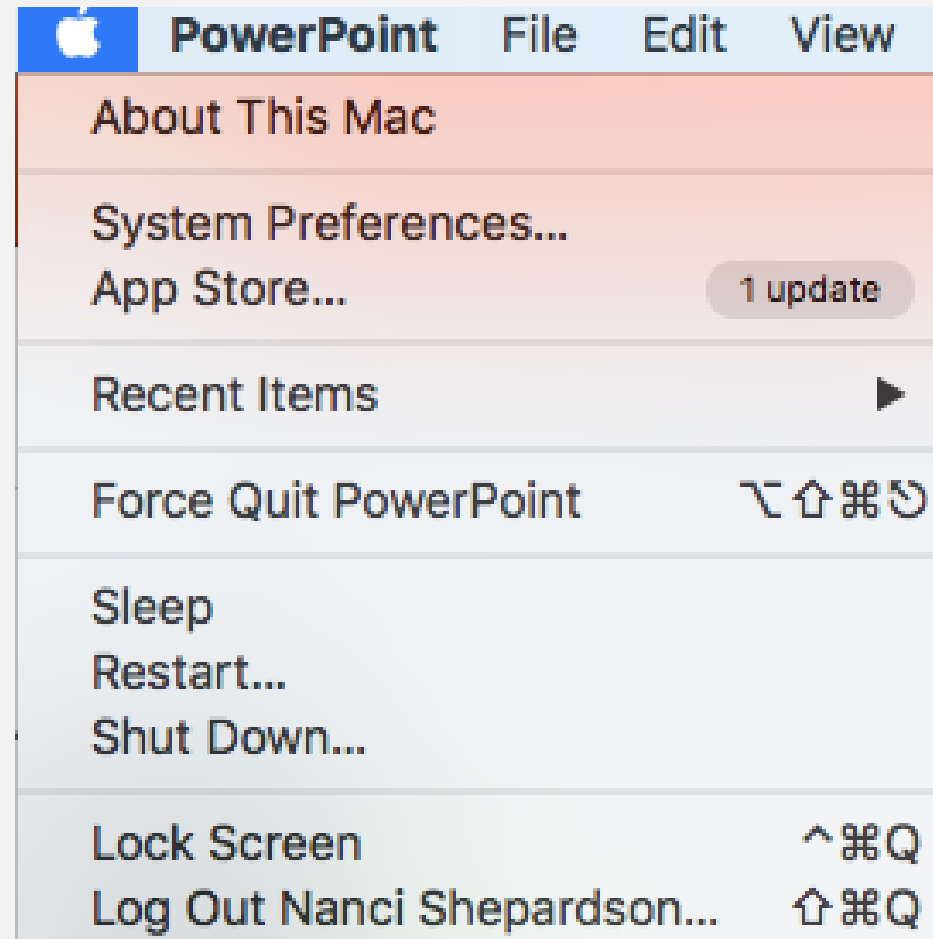 PowerPoint File Edit View
About This Mac
System Preferences...
App Store... 1 update
Recent Items ▶
Force Quit PowerPoint ⌥⇧⌘⎋
Sleep
Restart...
Shut Down...
Lock Screen ^⌘Q
Log Out Nanci Shepardson... ⇧⌘Q